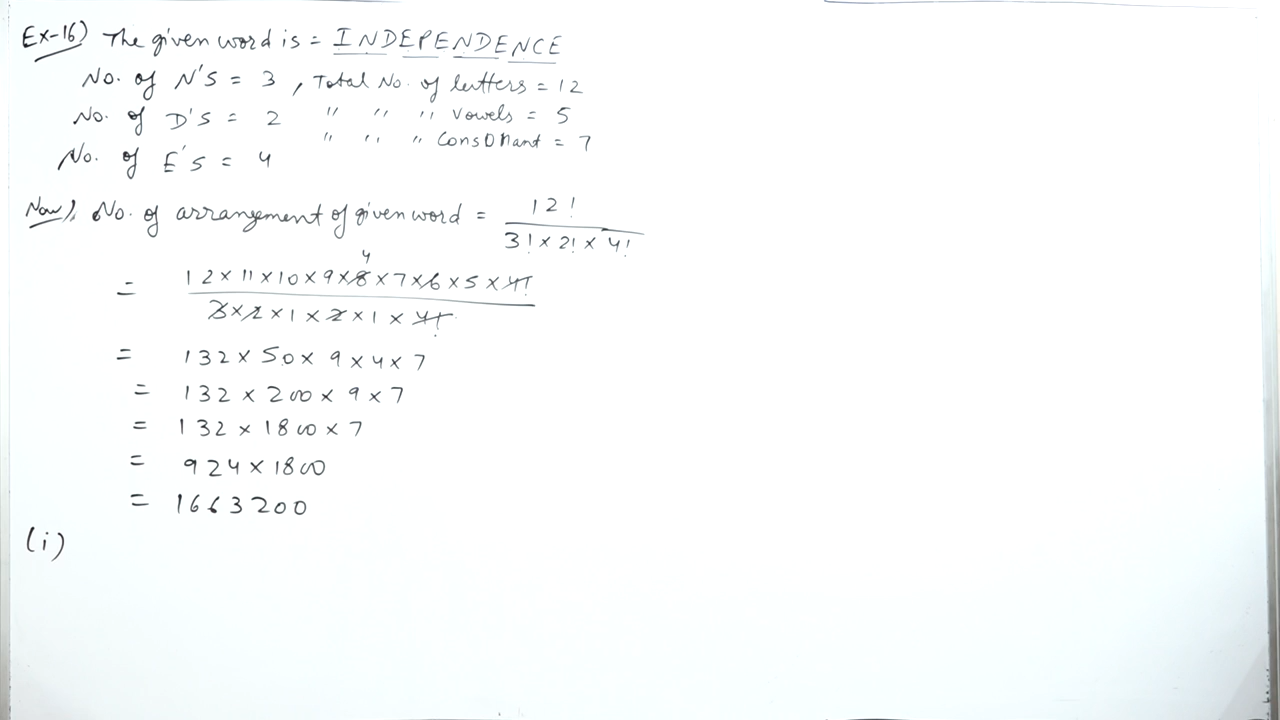 Ex-16) The given word is = INDEPENDENCE
No. of N'S = 3 , Total No. of letters = 12
No. of D'S = 2 " " " Vowels = 5
" " " Consonant = 7
No. of E'S = 4
Now), No. of arrangement of given word = 12! / 3! × 2! × 4!
4
= 12 × 11 × 10 × 9 × 8 × 7 × 6 × 5 × 4! / 3 × 2 × 1 × 2 × 1 × 4!
= 132 × 50 × 9 × 4 × 7
= 132 × 200 × 9 × 7
= 132 × 1800 × 7
= 924 × 1800
= 1663200
(i)